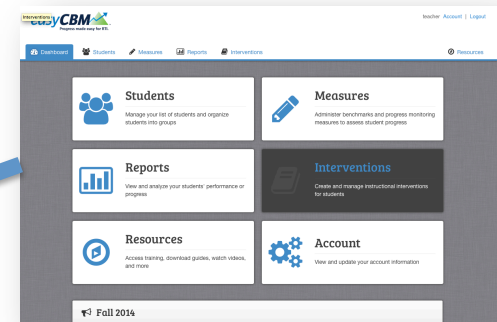 Interventions
easyCBM
Progress made easy for RTI.
teacher Account | Logout
Dashboard Students Measures Reports Interventions Resources
Students
Manage your list of students and organize
students into groups
Measures
Administer benchmarks and progress monitoring
measures to assess student progress
Reports
View and analyze your students' performance or
progress
Interventions
Create and manage instructional interventions
for students
Resources
Access training, download guides, watch videos,
and more
Account
View and update your account information
Fall 2014